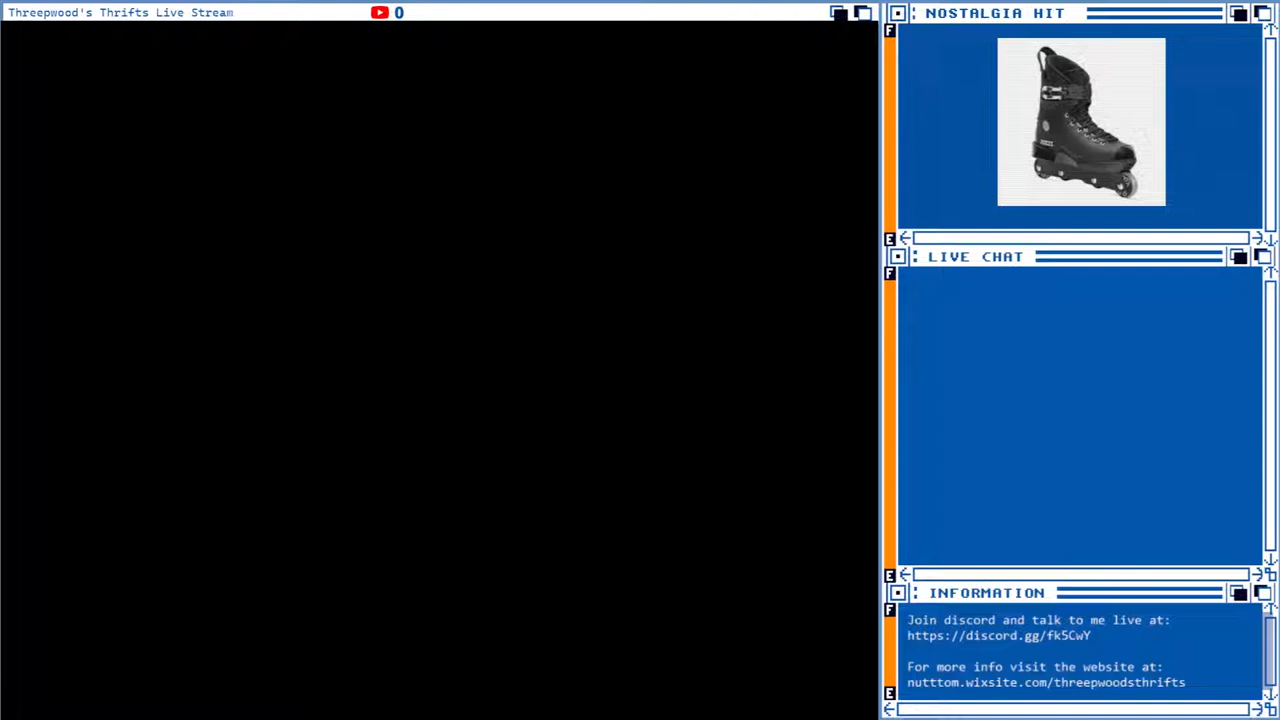 Threepwood's Thrifts Live Stream
0
NOSTALGIA HIT
F
E
LIVE CHAT
F
E
INFORMATION
F
Join discord and talk to me live at:
https://discord.gg/fk5CwY
For more info visit the website at:
nutttom.wixsite.com/threepwoodsthrifts
E